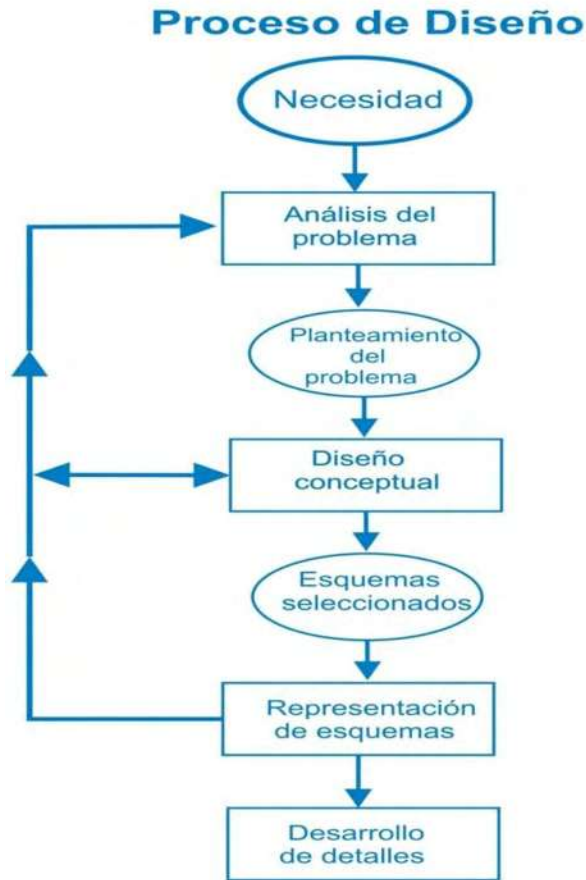 Proceso de Diseño
Necesidad
Análisis del
problema
Planteamiento
del
problema
Diseño
conceptual
Esquemas
seleccionados
Representación
de esquemas
Desarrollo
de detalles